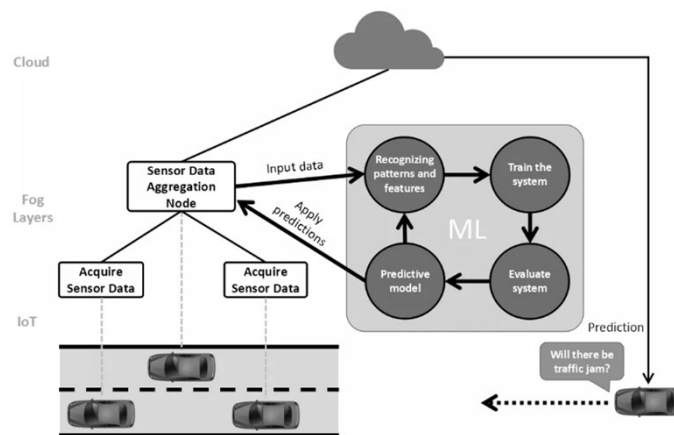 Cloud
Sensor Data
Aggregation
Node
Input data
Recognizing
patterns and
features
Train the
system
Fog
Layers
Apply
predictions
ML
Acquire
Sensor Data
Acquire
Sensor Data
Predictive
model
Evaluate
system
IoT
Prediction
Will there be
traffic jam?